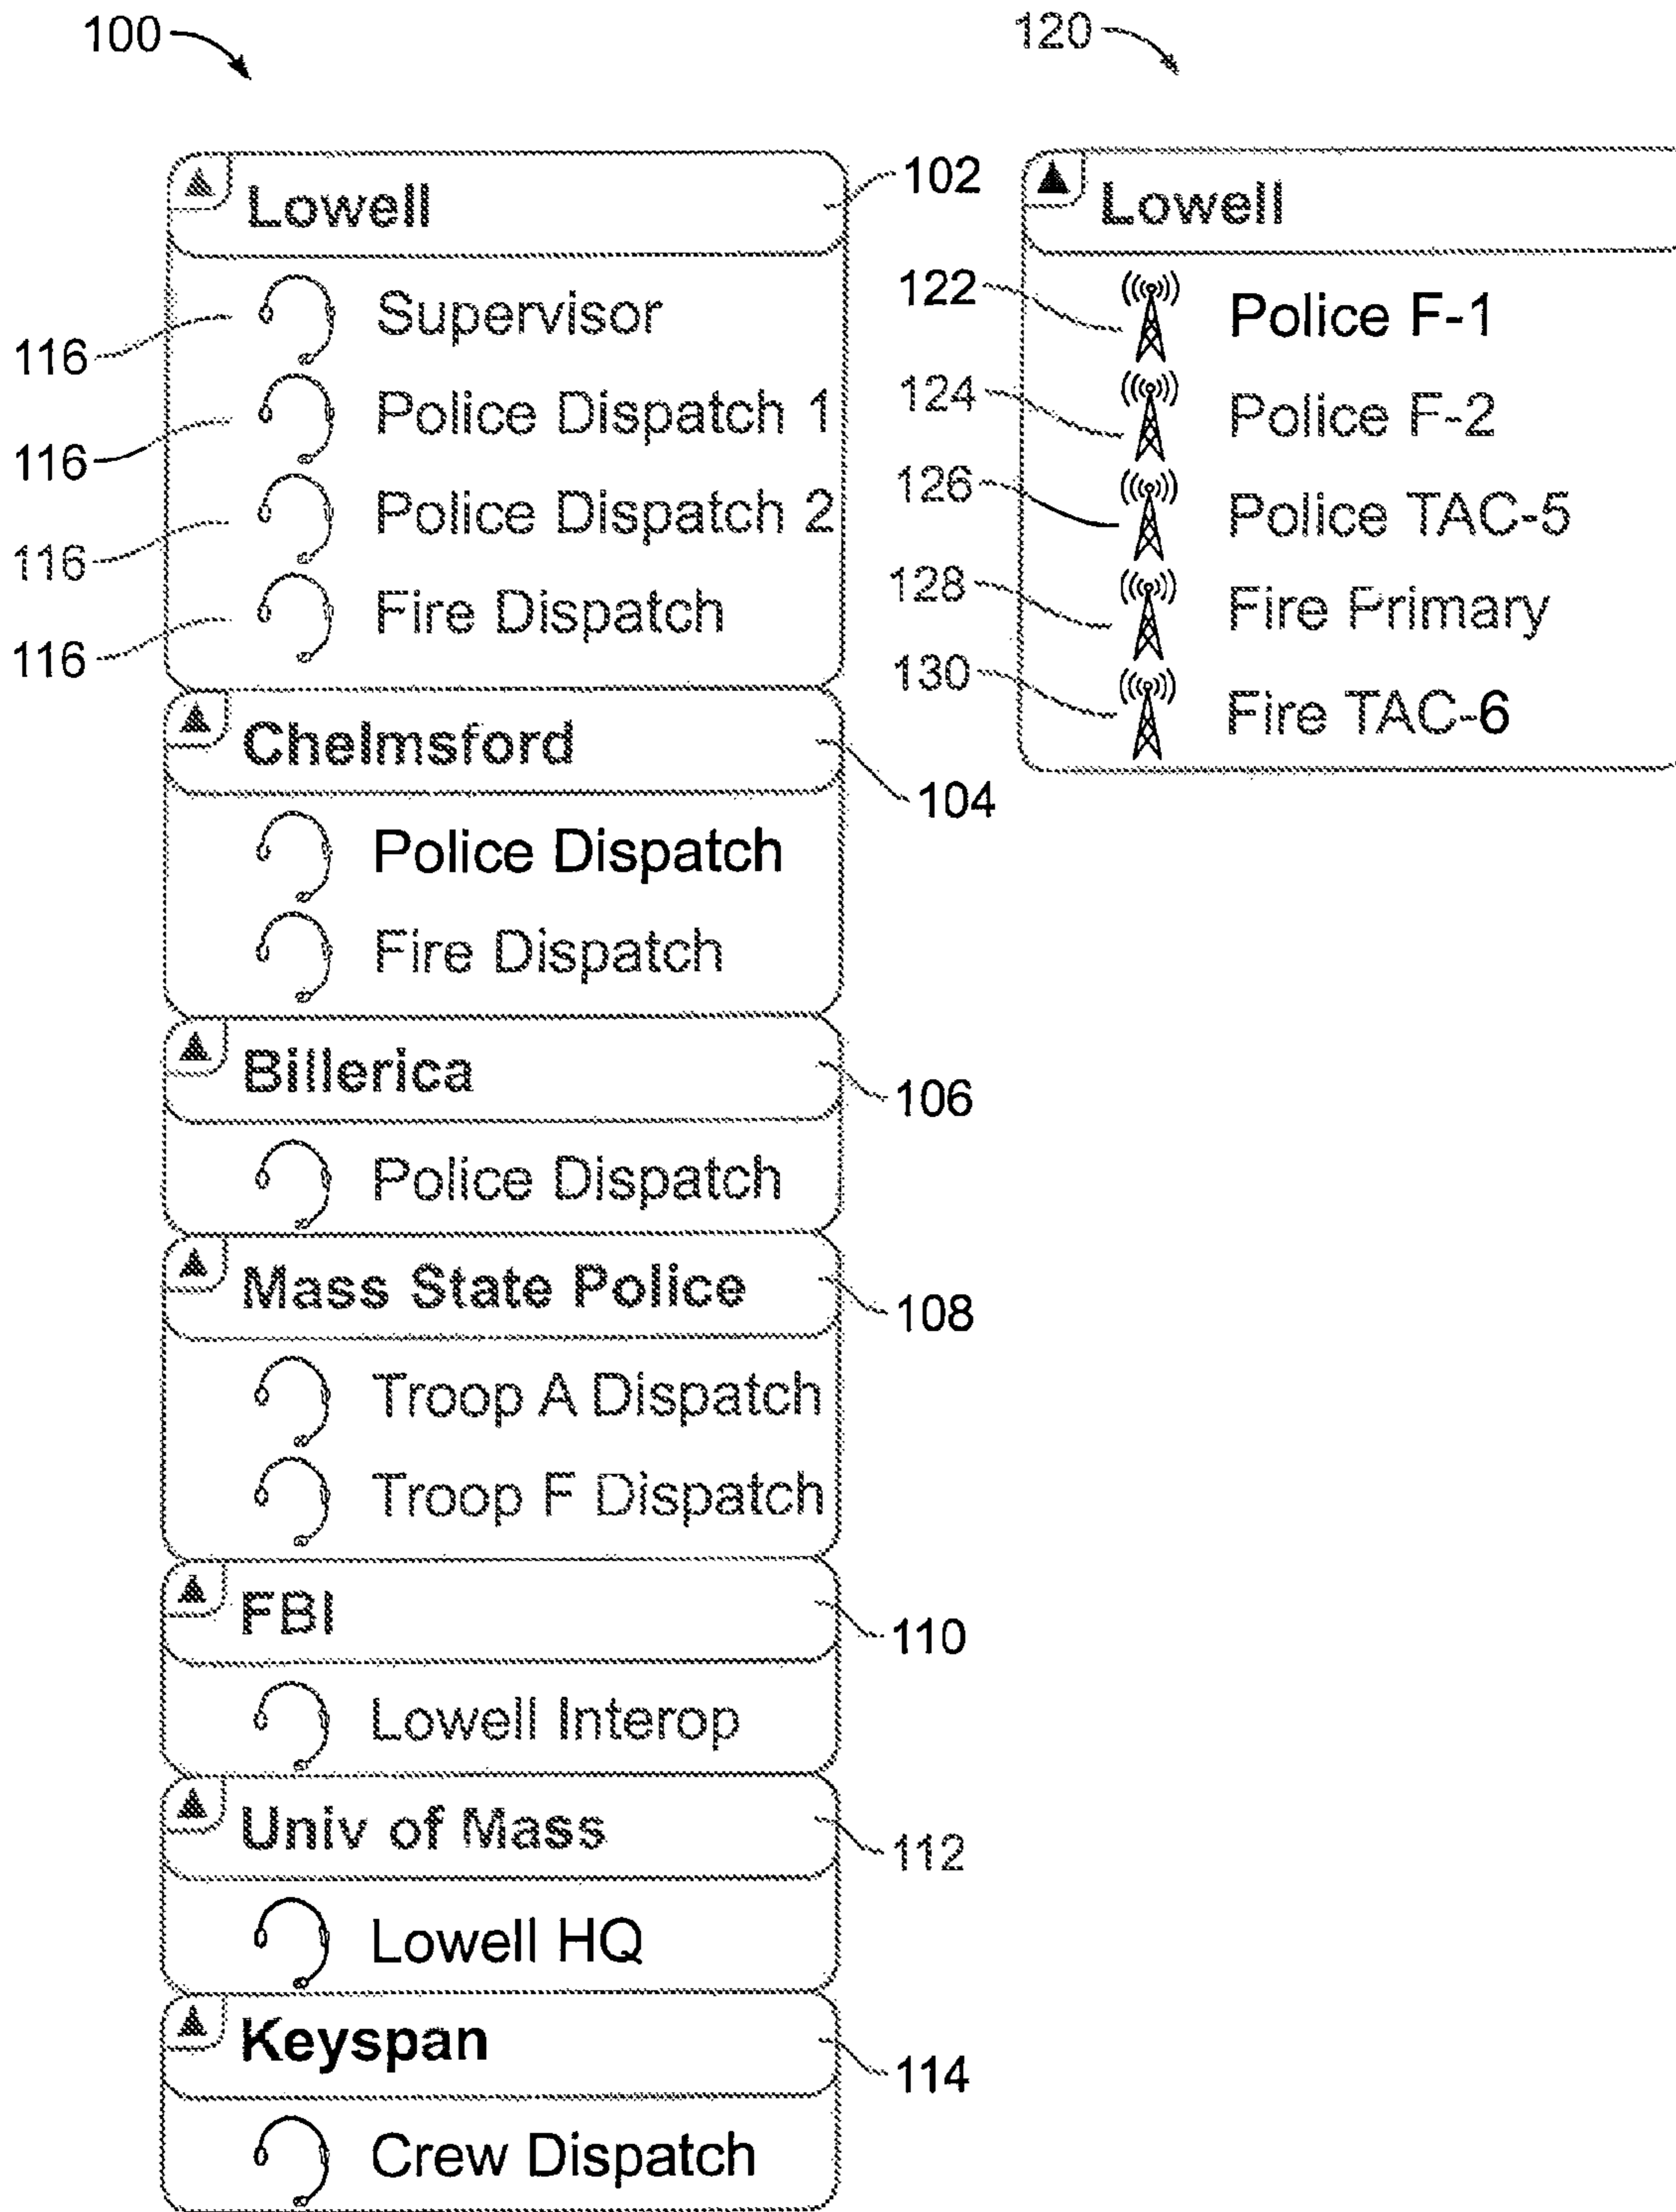 100
120
102
Lowell
116
Supervisor
116
Police Dispatch 1
116
Police Dispatch 2
116
Fire Dispatch
Chelmsford
104
Police Dispatch
Fire Dispatch
Billerica
106
Police Dispatch
Mass State Police
108
Troop A Dispatch
Troop F Dispatch
FBI
110
Lowell Interop
Univ of Mass
112
Lowell HQ
Keyspan
114
Crew Dispatch
Lowell
122
Police F-1
124
Police F-2
126
Police TAC-5
128
Fire Primary
130
Fire TAC-6